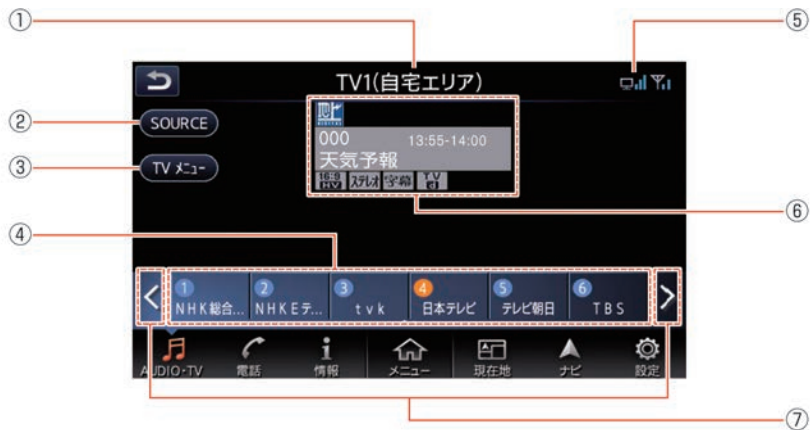 ①
⑤
TV1(自宅エリア)
②
SOURCE
地上
DIGITAL
000 13:55-14:00
天気予報
③
TV メニュー
16:9
HV
ステレオ
字幕
TV
d
⑥
④
1
NHK総合...
2
NHKEテ...
3
tvk
4
日本テレビ
5
テレビ朝日
6
TBS
AUDIO・TV
電話
情報
メニュー
現在地
ナビ
設定
⑦